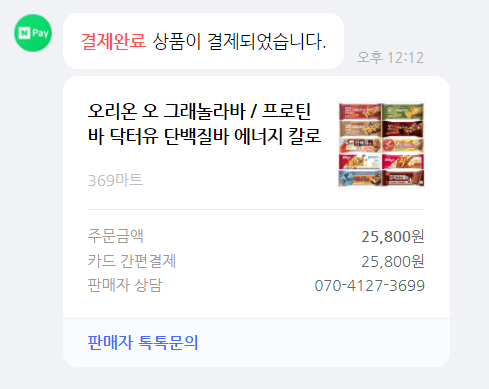 N Pay
결제완료 상품이 결제되었습니다.
오후 12:12
오리온 오 그래놀라바 / 프로틴
바 닥터유 단백질바 에너지 칼로
369마트
주문금액 25,800원
카드 간편결제 25,800원
판매자 상담 070-4127-3699
판매자 톡톡문의